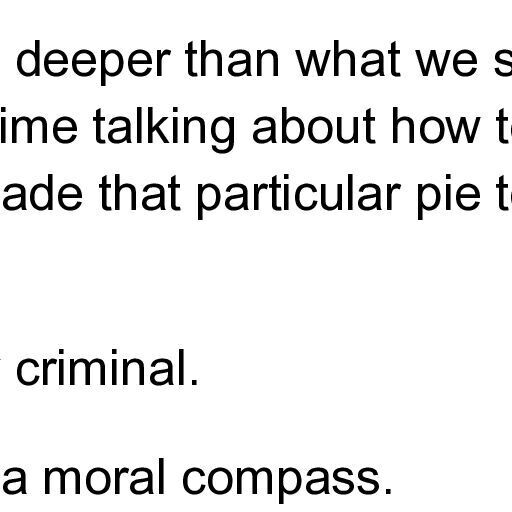 deeper than what we s
ime talking about how t
ade that particular pie t
criminal.
a moral compass.